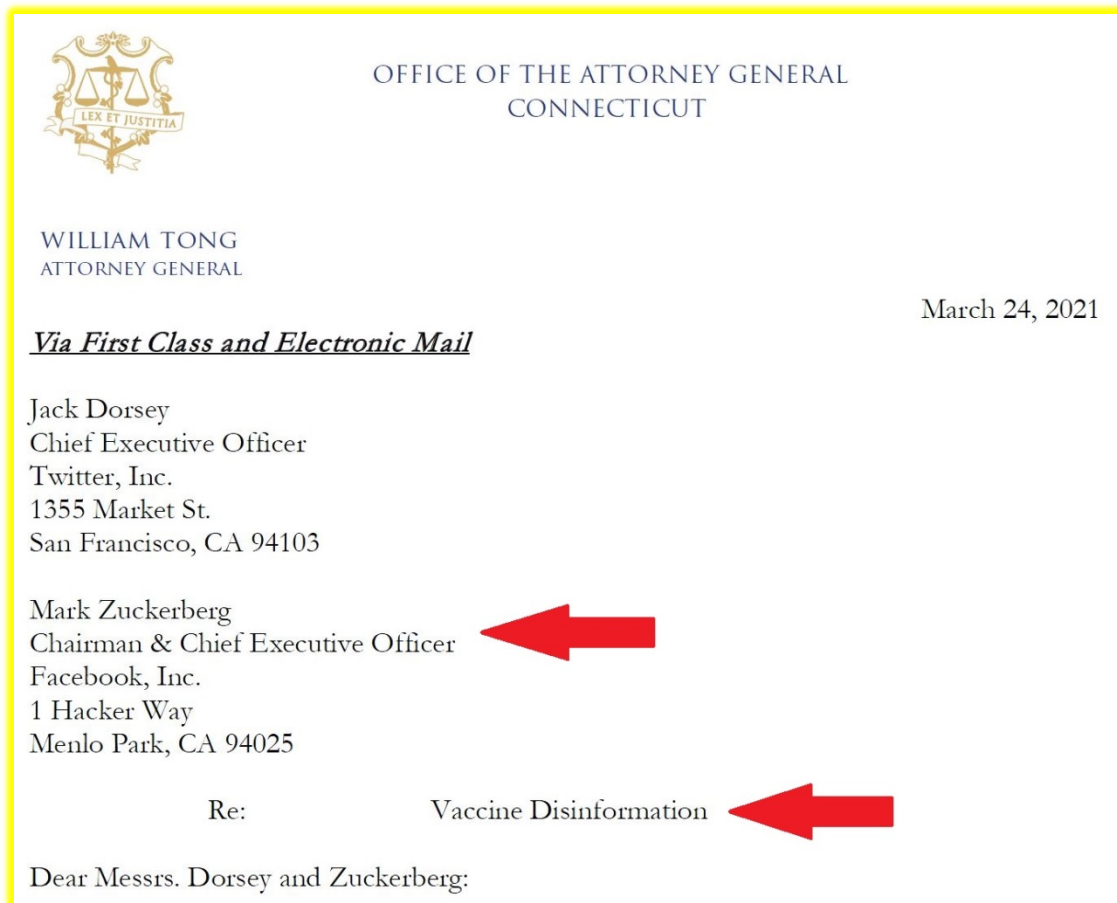 LEX ET JUSTITIA
OFFICE OF THE ATTORNEY GENERAL
CONNECTICUT
WILLIAM TONG
ATTORNEY GENERAL
March 24, 2021
Via First Class and Electronic Mail
Jack Dorsey
Chief Executive Officer
Twitter, Inc.
1355 Market St.
San Francisco, CA 94103
Mark Zuckerberg
Chairman & Chief Executive Officer
Facebook, Inc.
1 Hacker Way
Menlo Park, CA 94025
Re: Vaccine Disinformation
Dear Messrs. Dorsey and Zuckerberg: